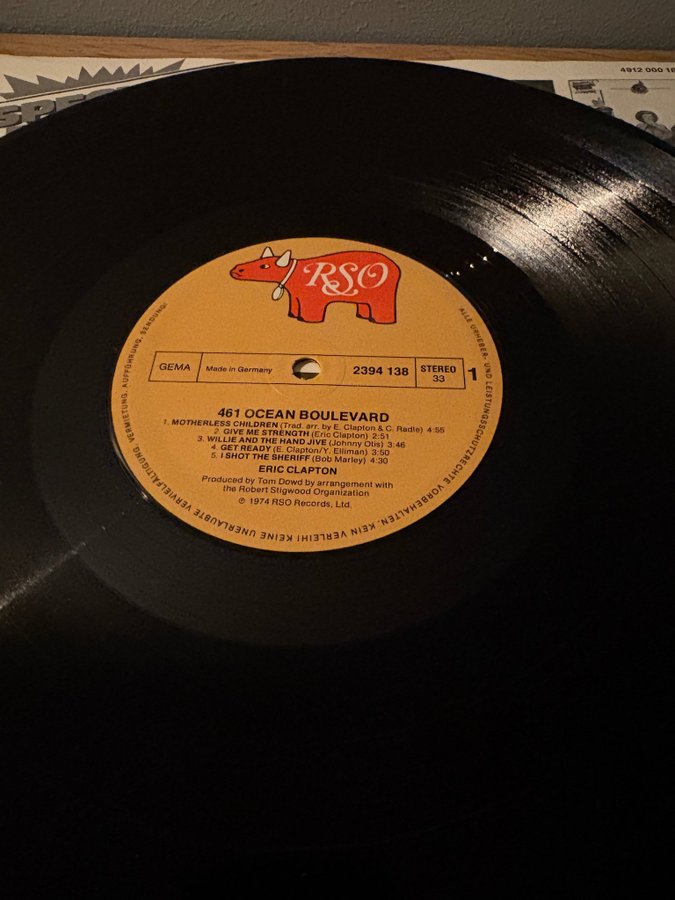 4912 000 18
RSO
GEMA
Made in Germany
2394 138
STEREO
33
1
461 OCEAN BOULEVARD
1. MOTHERLESS CHILDREN (Trad. arr. by E. Clapton & C. Radle) 4:55
2. GIVE ME STRENGTH (Eric Clapton) 2:51
3. WILLIE AND THE HAND JIVE (Johnny Otis) 3:46
4. GET READY (E. Clapton/Y. Elliman) 3:50
5. I SHOT THE SHERIFF (Bob Marley) 4:30
ERIC CLAPTON
Produced by Tom Dowd by arrangement with
the Robert Stigwood Organization
℗ 1974 RSO Records, Ltd.
ALLE URHEBER- UND LEISTUNGSSCHUTZRECHTE VORBEHALTEN. KEIN VERLEIH! KEINE UNERLAUBTE VERVIELFÄLTIGUNG, VERMIETUNG, AUFFÜHRUNG, SENDUNG!